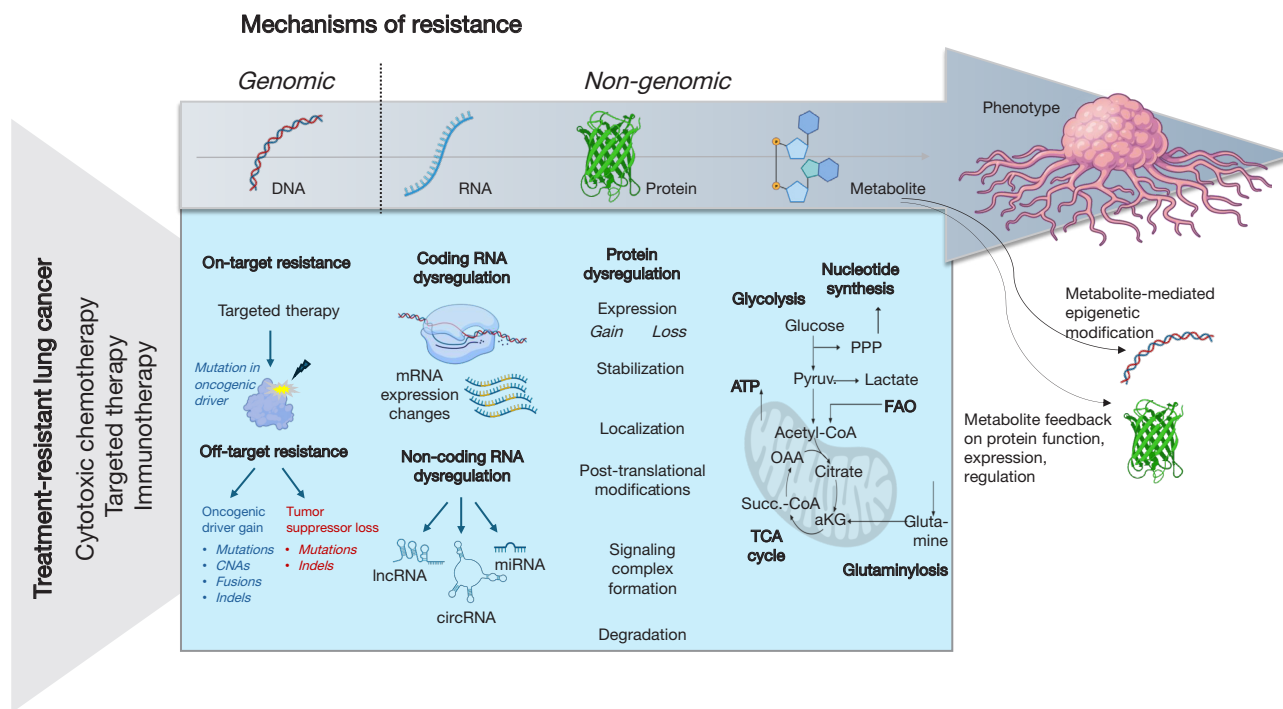 Mechanisms of resistance
Genomic
Non-genomic
Phenotype
DNA
RNA
Protein
Metabolite
Treatment-resistant lung cancer
Cytotoxic chemotherapy
Targeted therapy
Immunotherapy
On-target resistance
Targeted therapy
Mutation in
oncogenic
driver
Off-target resistance
Oncogenic
driver gain
• Mutations
• CNAs
• Fusions
• Indels
Tumor
suppressor loss
• Mutations
• Indels
Coding RNA
dysregulation
mRNA
expression
changes
Non-coding RNA
dysregulation
lncRNA
circRNA
miRNA
Protein
dysregulation
Expression
Gain Loss
Stabilization
Localization
Post-translational
modifications
Signaling
complex
formation
Degradation
Nucleotide
synthesis
Glycolysis
Glucose
PPP
Pyruv.
Lactate
ATP
FAO
Acetyl-CoA
OAA
Citrate
Succ.-CoA
aKG
Gluta-
mine
TCA
cycle
Glutaminylosis
Metabolite-mediated
epigenetic
modification
Metabolite feedback
on protein function,
expression,
regulation